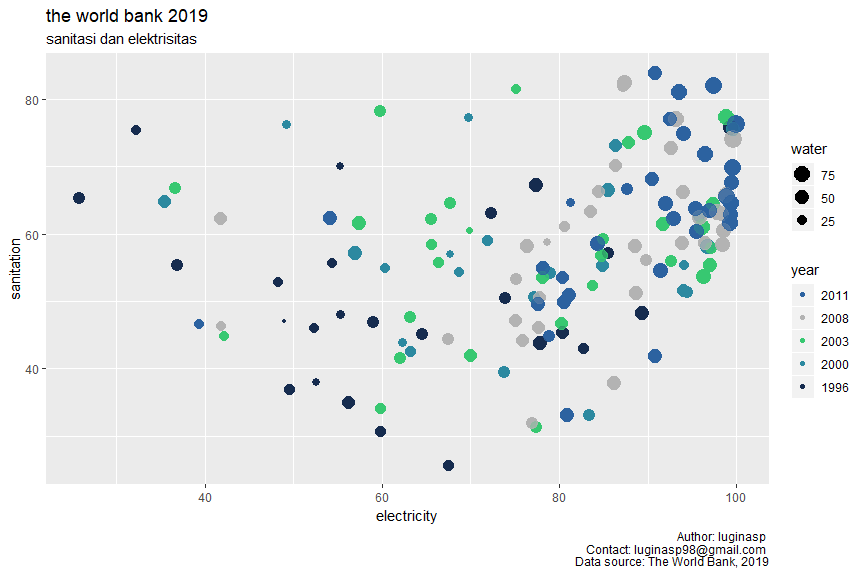 the world bank 2019
sanitasi dan elektrisitas
80
60
40
sanitation
40
60
80
100
electricity
water
75
50
25
year
2011
2008
2003
2000
1996
Author: luginasp
Contact: luginasp98@gmail.com
Data source: The World Bank, 2019